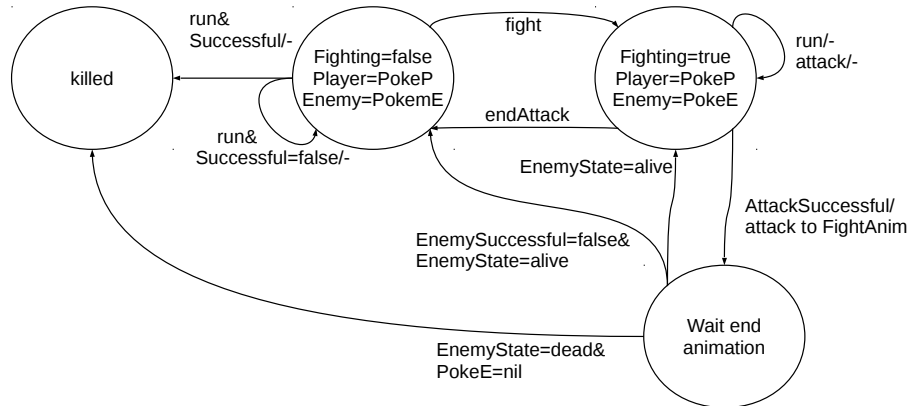 run&
Successful/-
killed
Fighting=false
Player=PokeP
Enemy=PokemE
fight
Fighting=true
Player=PokeP
Enemy=PokeE
run/-
attack/-
endAttack
run&
Successful=false/-
EnemyState=alive
AttackSuccessful/
attack to FightAnim
EnemySuccessful=false&
EnemyState=alive
Wait end
animation
EnemyState=dead&
PokeE=nil